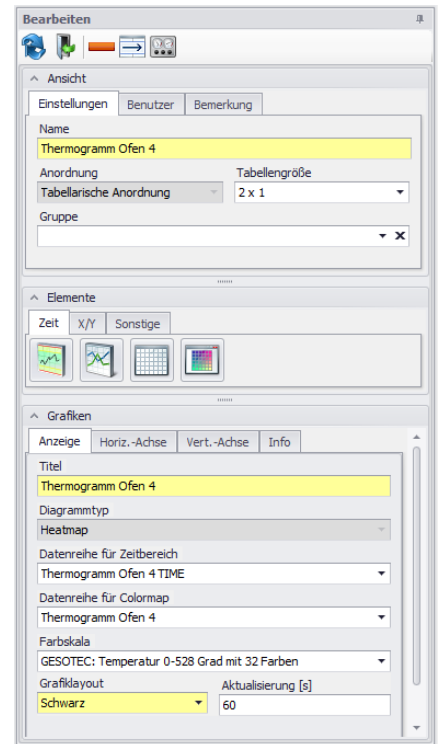 Bearbeiten
Ansicht
Einstellungen Benutzer Bemerkung
Name
Thermogramm Ofen 4
Anordnung Tabellengröße
Tabellarische Anordnung 2 x 1
Gruppe
Elemente
Zeit X/Y Sonstige
Grafiken
Anzeige Horiz.-Achse Vert.-Achse Info
Titel
Thermogramm Ofen 4
Diagrammtyp
Heatmap
Datenreihe für Zeitbereich
Thermogramm Ofen 4 TIME
Datenreihe für Colormap
Thermogramm Ofen 4
Farbskala
GESOTEC: Temperatur 0-528 Grad mit 32 Farben
Grafiklayout Aktualisierung [s]
Schwarz 60